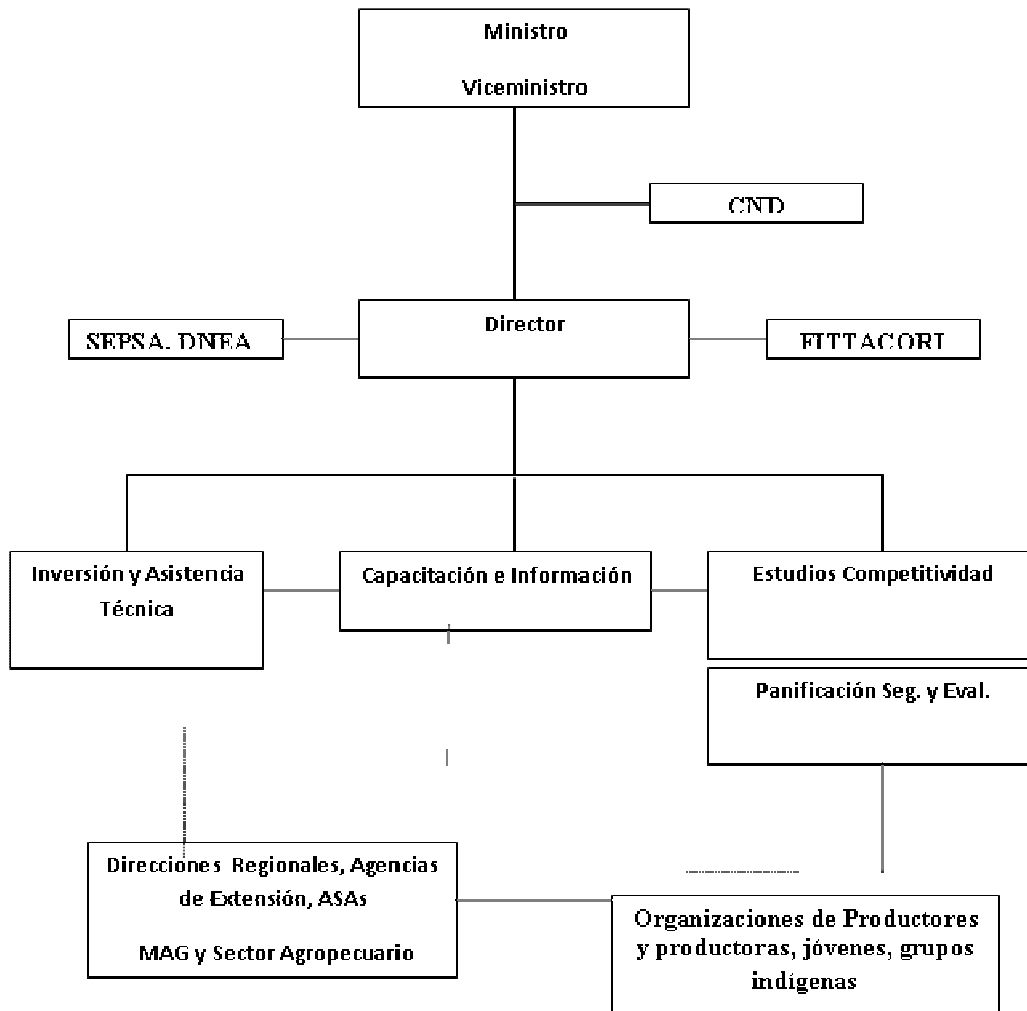 Ministro
Viceministro
CND
Director
SEPSA. DNEA
FITTACORI
Inversión y Asistencia
Técnica
Capacitación e Información
Estudios Competitividad
Panificación Seg. y Eval.
Direcciones Regionales, Agencias
de Extensión, ASAs
MAG y Sector Agropecuario
Organizaciones de Productores
y productoras, jóvenes, grupos
indígenas